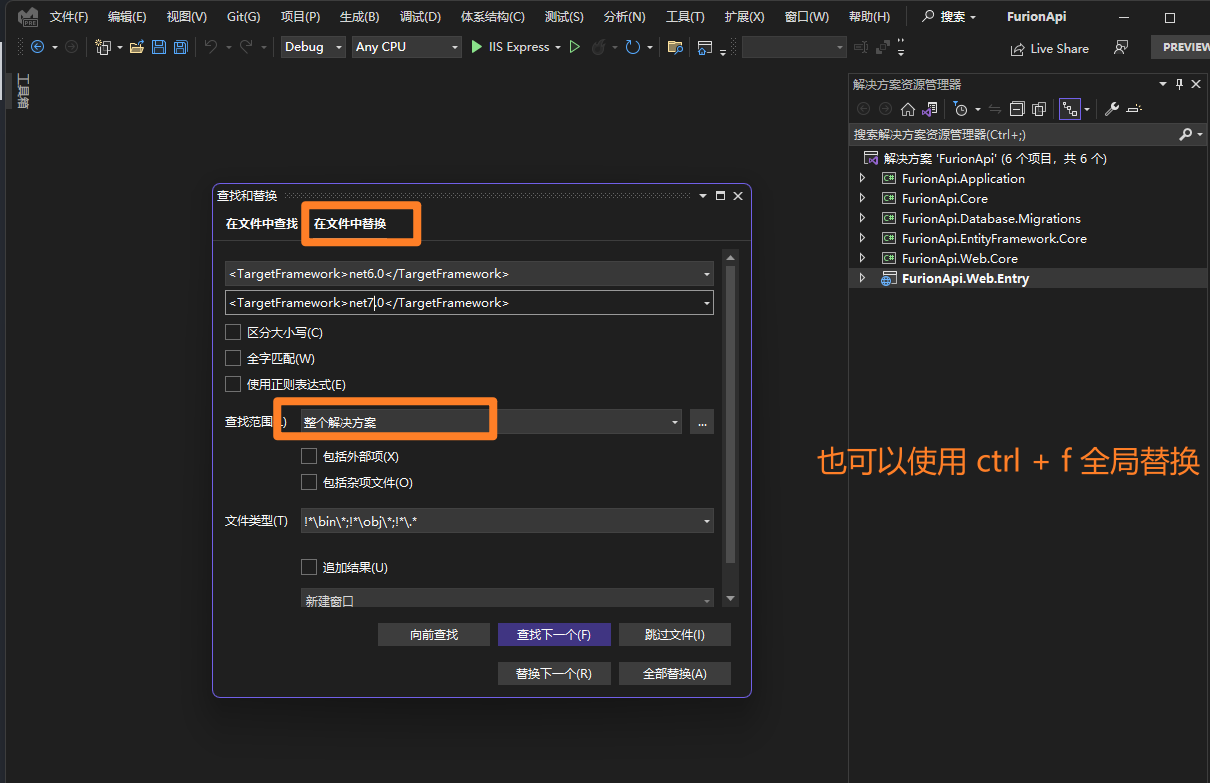 文件(F) 编辑(E) 视图(V) Git(G) 项目(P) 生成(B) 调试(D) 体系结构(C) 测试(S) 分析(N) 工具(T) 扩展(X) 窗口(W) 帮助(H) 搜索 FurionApi
PRE
Debug Any CPU IIS Express Live Share PREVIEW
工具箱
解决方案资源管理器
搜索解决方案资源管理器(Ctrl+;)
解决方案 'FurionApi' (6 个项目，共 6 个)
C# FurionApi.Application
C# FurionApi.Core
C# FurionApi.Database.Migrations
C# FurionApi.EntityFramework.Core
C# FurionApi.Web.Core
FurionApi.Web.Entry
查找和替换
在文件中查找 在文件中替换
<TargetFramework>net6.0</TargetFramework>
<TargetFramework>net7.0</TargetFramework>
区分大小写(C)
全字匹配(W)
使用正则表达式(E)
查找范围(L) 整个解决方案 ...
包括外部项(X)
包括杂项文件(O)
文件类型(T) !*\bin\*;!*\obj\*;!*\.*
追加结果(U)
新建窗口
向前查找 查找下一个(F) 跳过文件(I)
替换下一个(R) 全部替换(A)
也可以使用 ctrl + f 全局替换